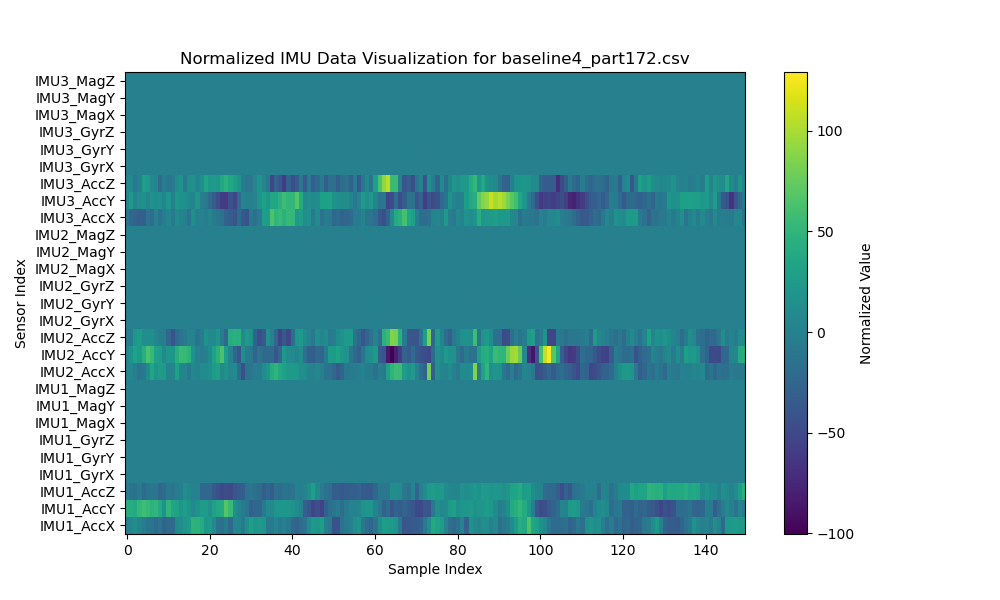 Normalized IMU Data Visualization for baseline4_part172.csv
IMU3_MagZ
IMU3_MagY
IMU3_MagX
IMU3_GyrZ
IMU3_GyrY
IMU3_GyrX
IMU3_AccZ
IMU3_AccY
IMU3_AccX
IMU2_MagZ
IMU2_MagY
IMU2_MagX
IMU2_GyrZ
IMU2_GyrY
IMU2_GyrX
IMU2_AccZ
IMU2_AccY
IMU2_AccX
IMU1_MagZ
IMU1_MagY
IMU1_MagX
IMU1_GyrZ
IMU1_GyrY
IMU1_GyrX
IMU1_AccZ
IMU1_AccY
IMU1_AccX
Sensor Index
0 20 40 60 80 100 120 140
Sample Index
100
50
0
−50
−100
Normalized Value